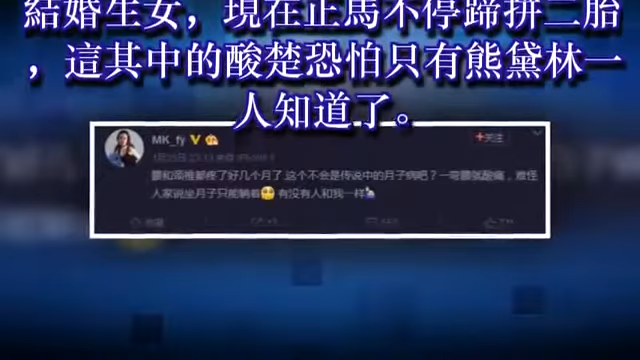 結婚生女，現在正馬不停蹄拼二胎
，這其中的酸楚恐怕只有熊黛林一
人知道了。
MK_fy
+关注
腰和颈椎都疼了好几个月了 这个不会是传说中的月子病吧？一弯腰就酸痛，难怪
人家说坐月子只能躺着 有没有人和我一样